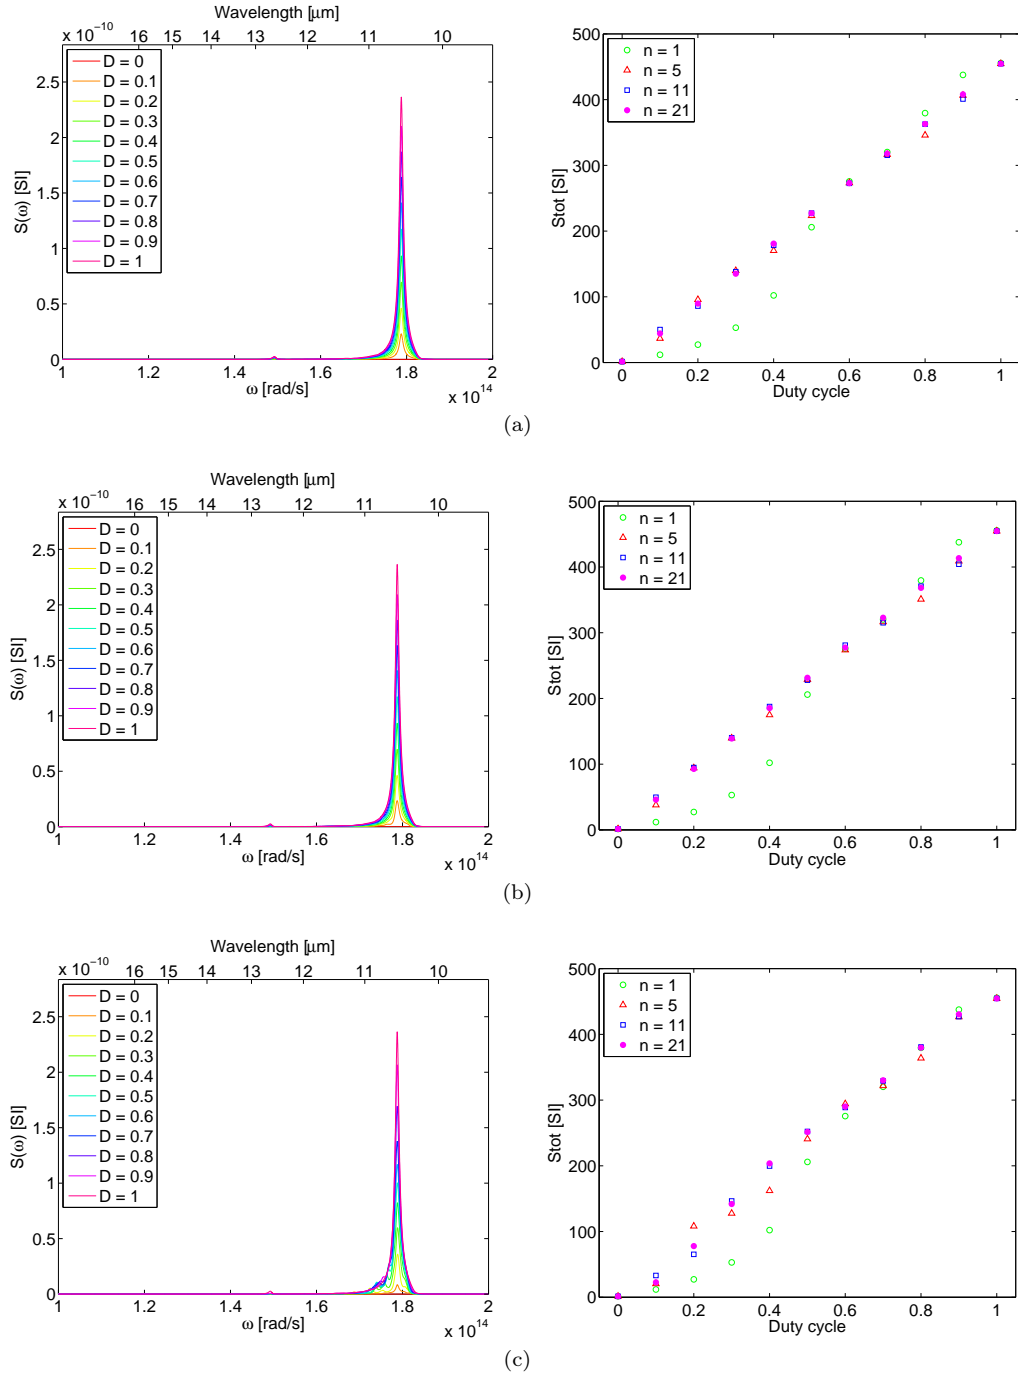 Wavelength [μm]
x 10⁻¹⁰ 16 15 14 13 12 11 10
D = 0
D = 0.1
D = 0.2
D = 0.3
D = 0.4
D = 0.5
D = 0.6
D = 0.7
D = 0.8
D = 0.9
D = 1
2.5
2
1.5
1
0.5
0
S(ω) [SI]
1 1.2 1.4 1.6 1.8 2
ω [rad/s]
x 10¹⁴
n = 1
n = 5
n = 11
n = 21
500
400
300
200
100
0
Stot [SI]
0 0.2 0.4 0.6 0.8 1
Duty cycle
(a)
Wavelength [μm]
x 10⁻¹⁰ 16 15 14 13 12 11 10
D = 0
D = 0.1
D = 0.2
D = 0.3
D = 0.4
D = 0.5
D = 0.6
D = 0.7
D = 0.8
D = 0.9
D = 1
2.5
2
1.5
1
0.5
0
S(ω) [SI]
1 1.2 1.4 1.6 1.8 2
ω [rad/s]
x 10¹⁴
n = 1
n = 5
n = 11
n = 21
500
400
300
200
100
0
Stot [SI]
0 0.2 0.4 0.6 0.8 1
Duty cycle
(b)
Wavelength [μm]
x 10⁻¹⁰ 16 15 14 13 12 11 10
D = 0
D = 0.1
D = 0.2
D = 0.3
D = 0.4
D = 0.5
D = 0.6
D = 0.7
D = 0.8
D = 0.9
D = 1
2.5
2
1.5
1
0.5
0
S(ω) [SI]
1 1.2 1.4 1.6 1.8 2
ω [rad/s]
x 10¹⁴
n = 1
n = 5
n = 11
n = 21
500
400
300
200
100
0
Stot [SI]
0 0.2 0.4 0.6 0.8 1
Duty cycle
(c)